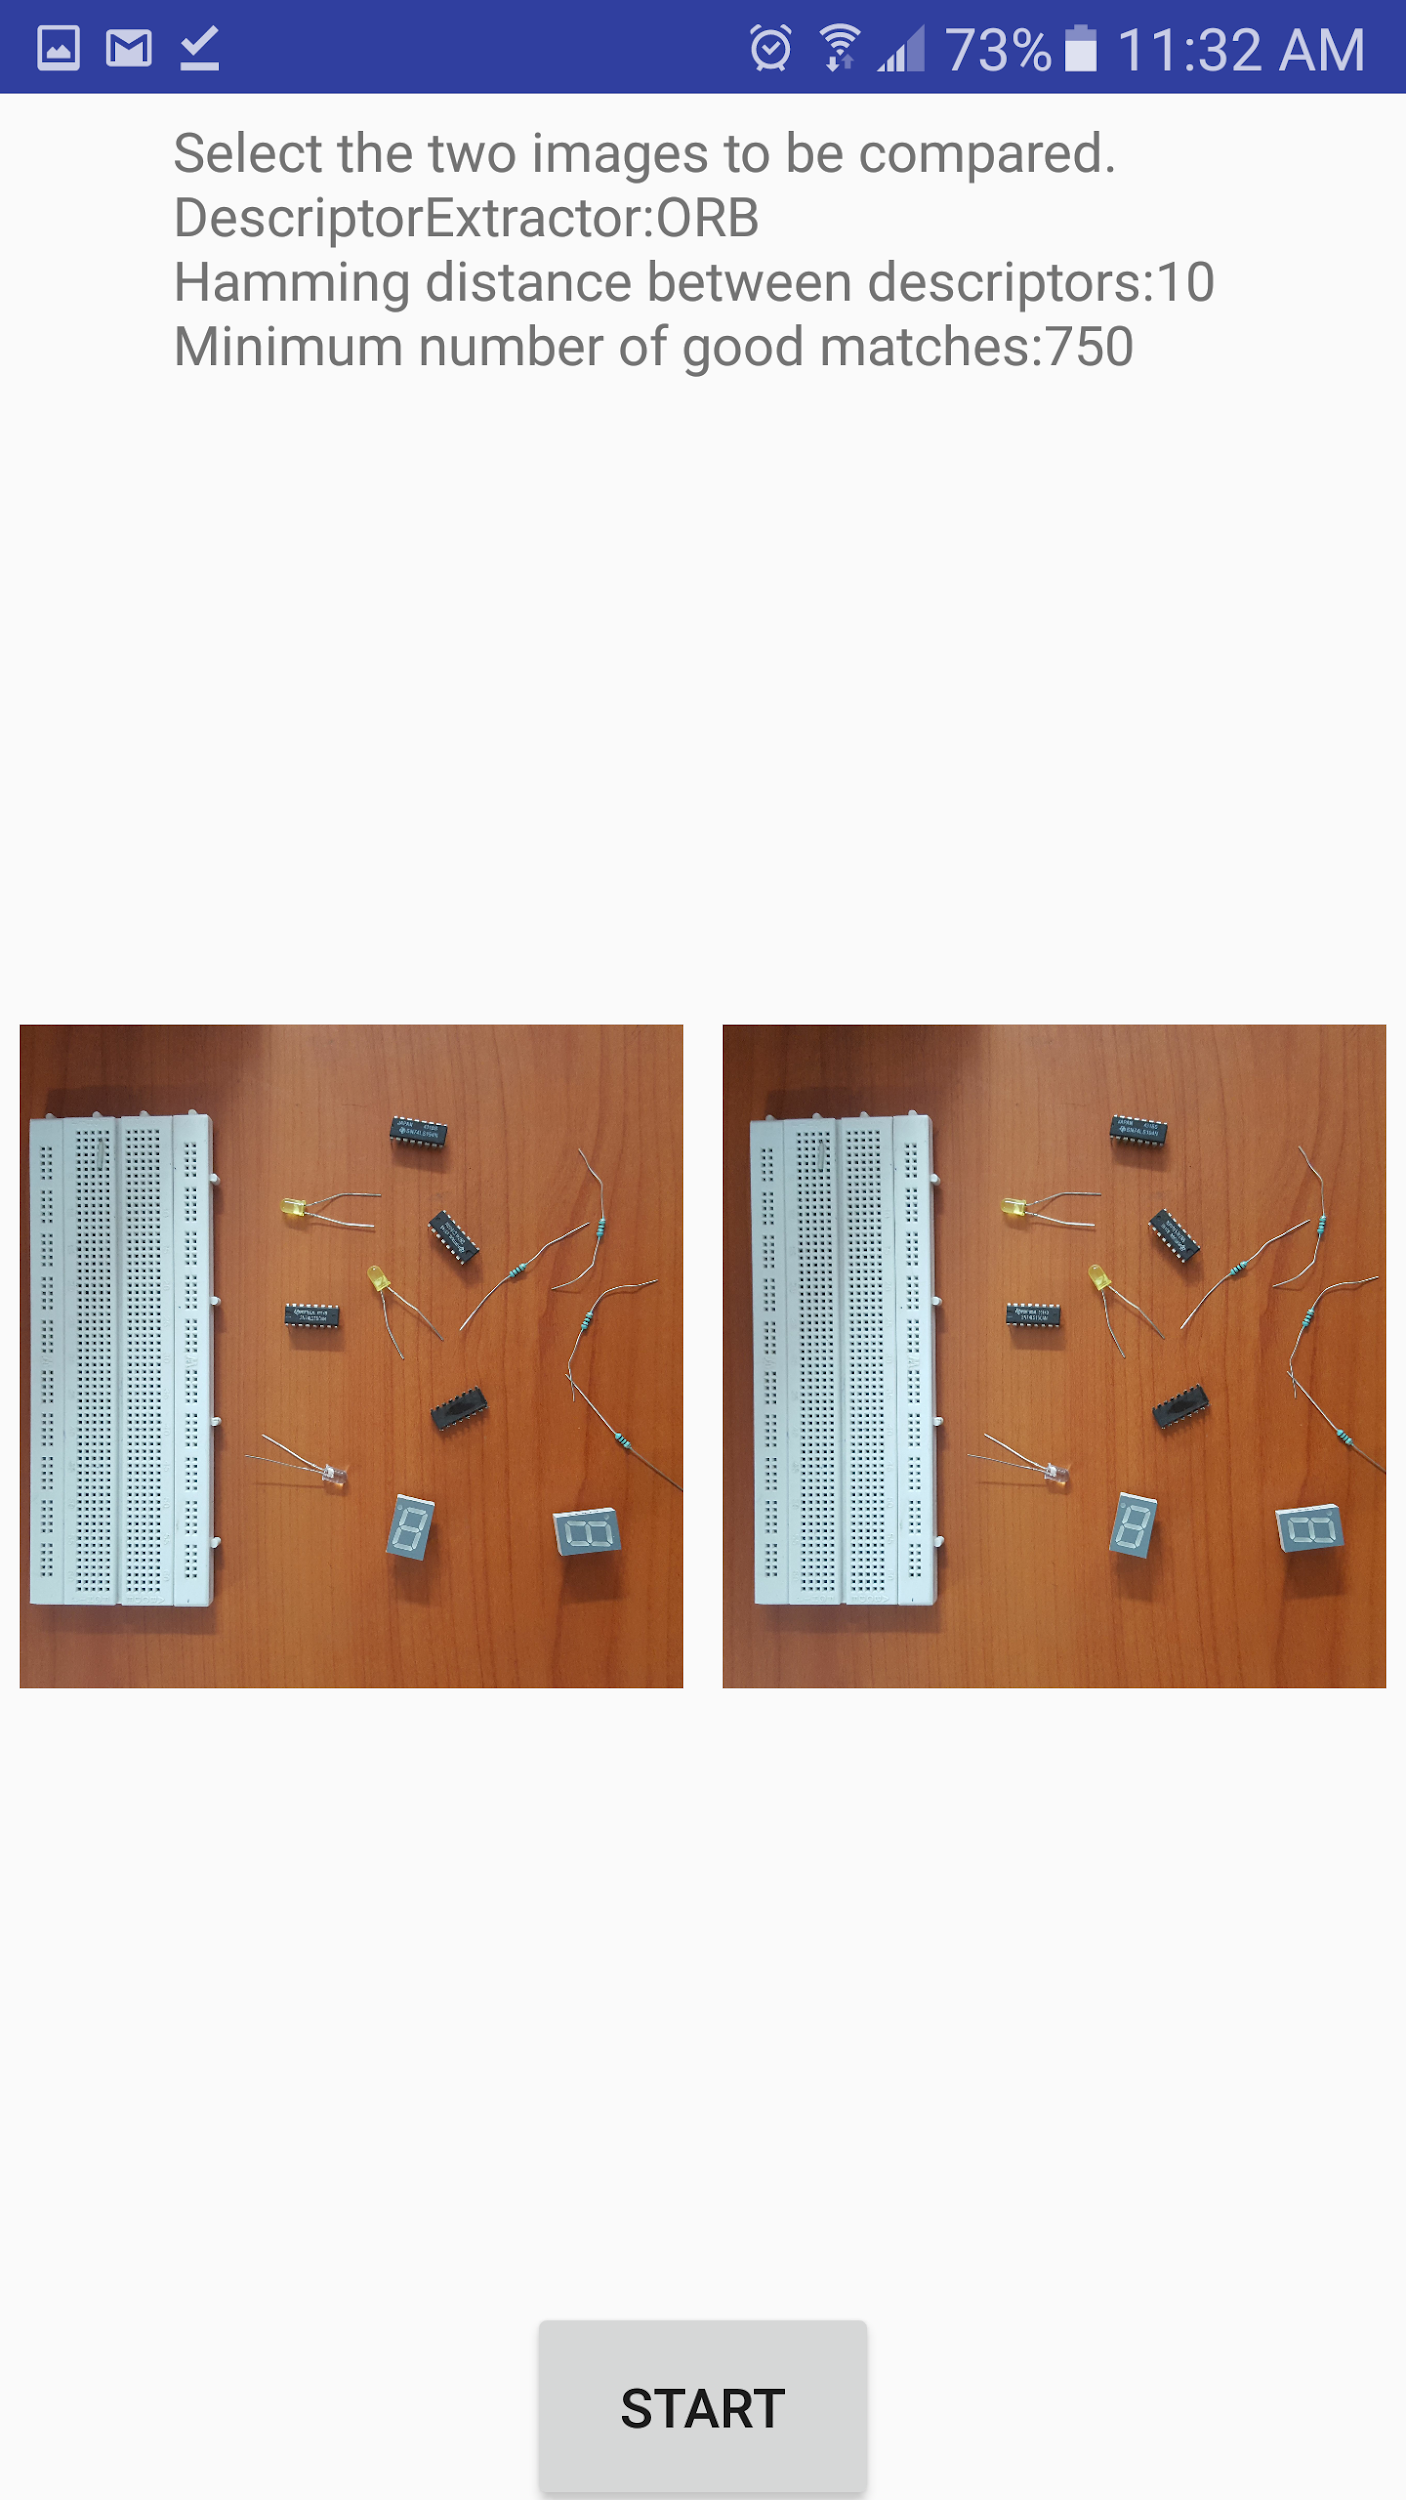 73% 11:32 AM
Select the two images to be compared.
DescriptorExtractor:ORB
Hamming distance between descriptors:10
Minimum number of good matches:750
START